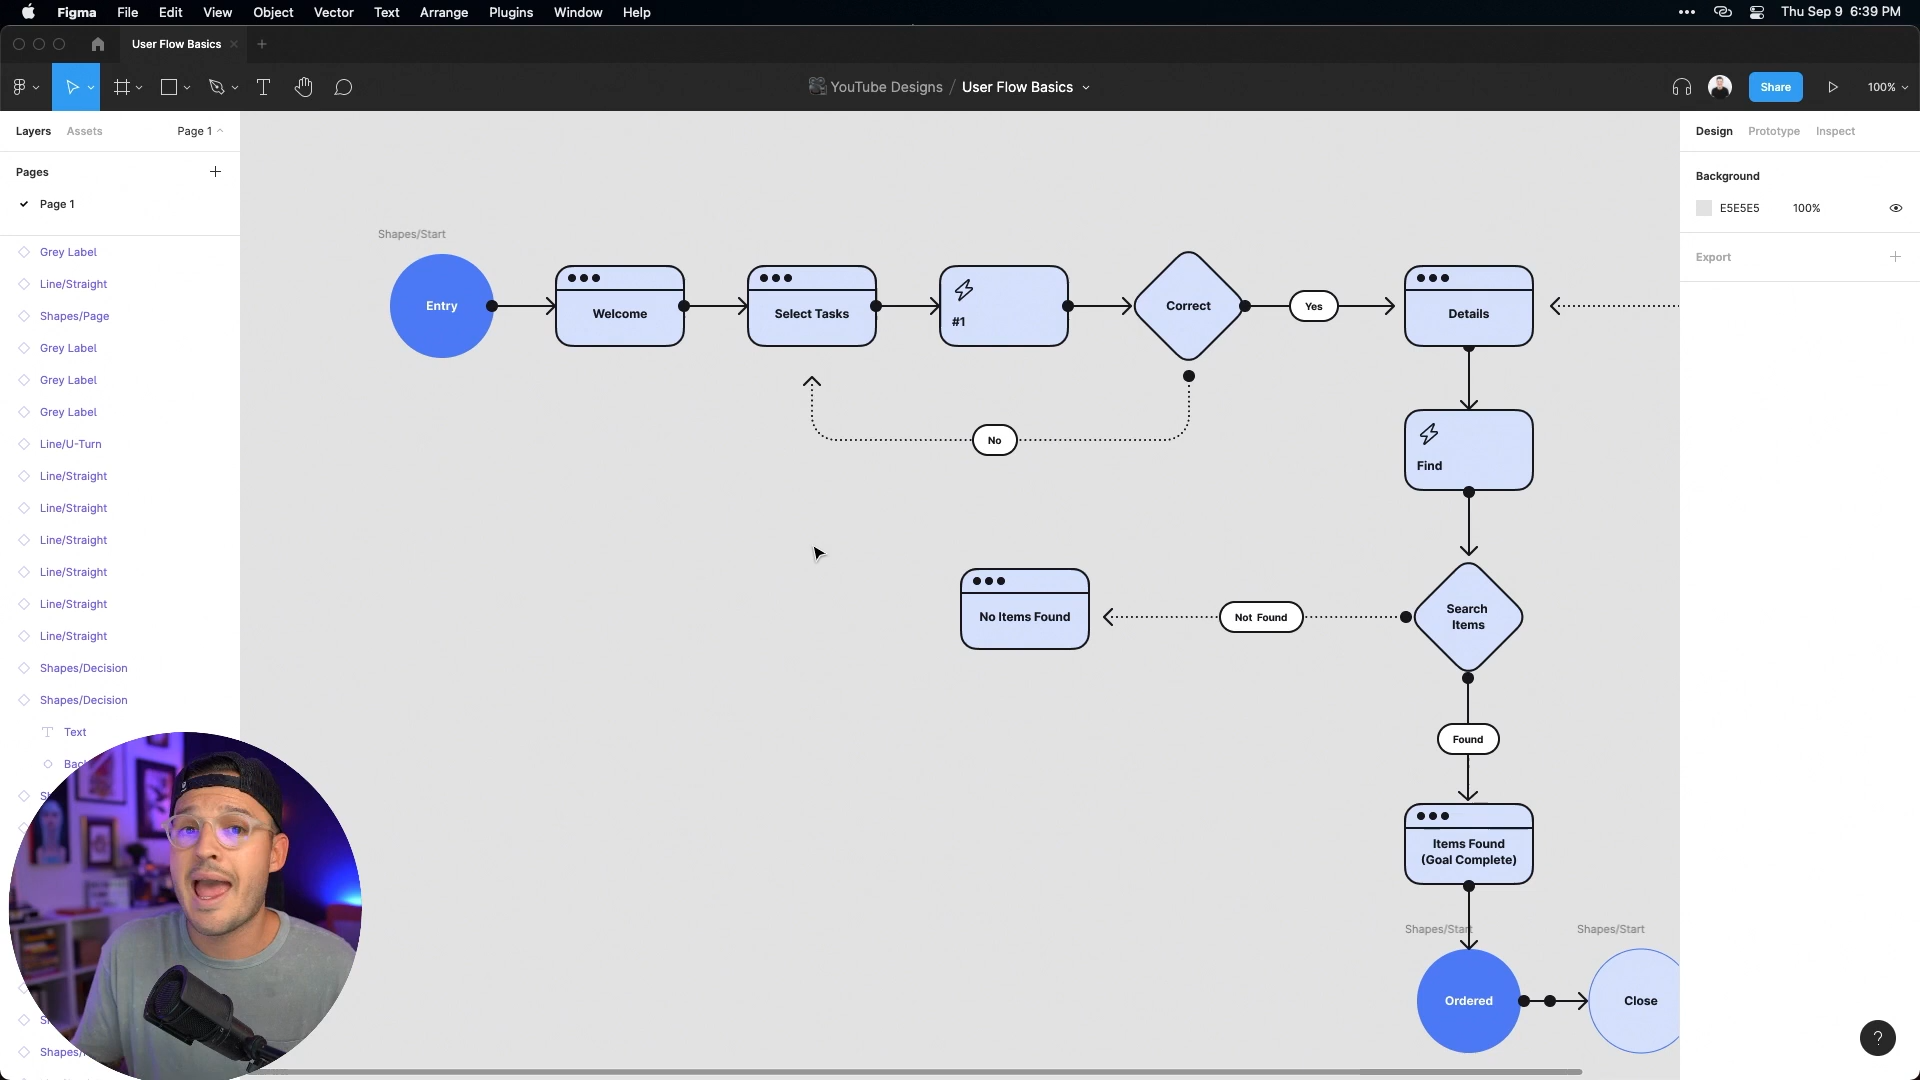 Figma File Edit View Object Vector Text Arrange Plugins Window Help
Thu Sep 9 6:39 PM
User Flow Basics
YouTube Designs / User Flow Basics
Share
100%
Layers Assets Page 1
Pages
Page 1
Grey Label
Line/Straight
Shapes/Page
Grey Label
Grey Label
Grey Label
Line/U-Turn
Line/Straight
Line/Straight
Line/Straight
Line/Straight
Line/Straight
Line/Straight
Shapes/Decision
Shapes/Decision
Text
Shapes/Start
Entry
Welcome
Select Tasks
#1
Correct
Yes
Details
No
Find
No Items Found
Not Found
Search
Items
Found
Items Found
(Goal Complete)
Shapes/Start
Shapes/Start
Ordered
Close
Design Prototype Inspect
Background
E5E5E5 100%
Export
?